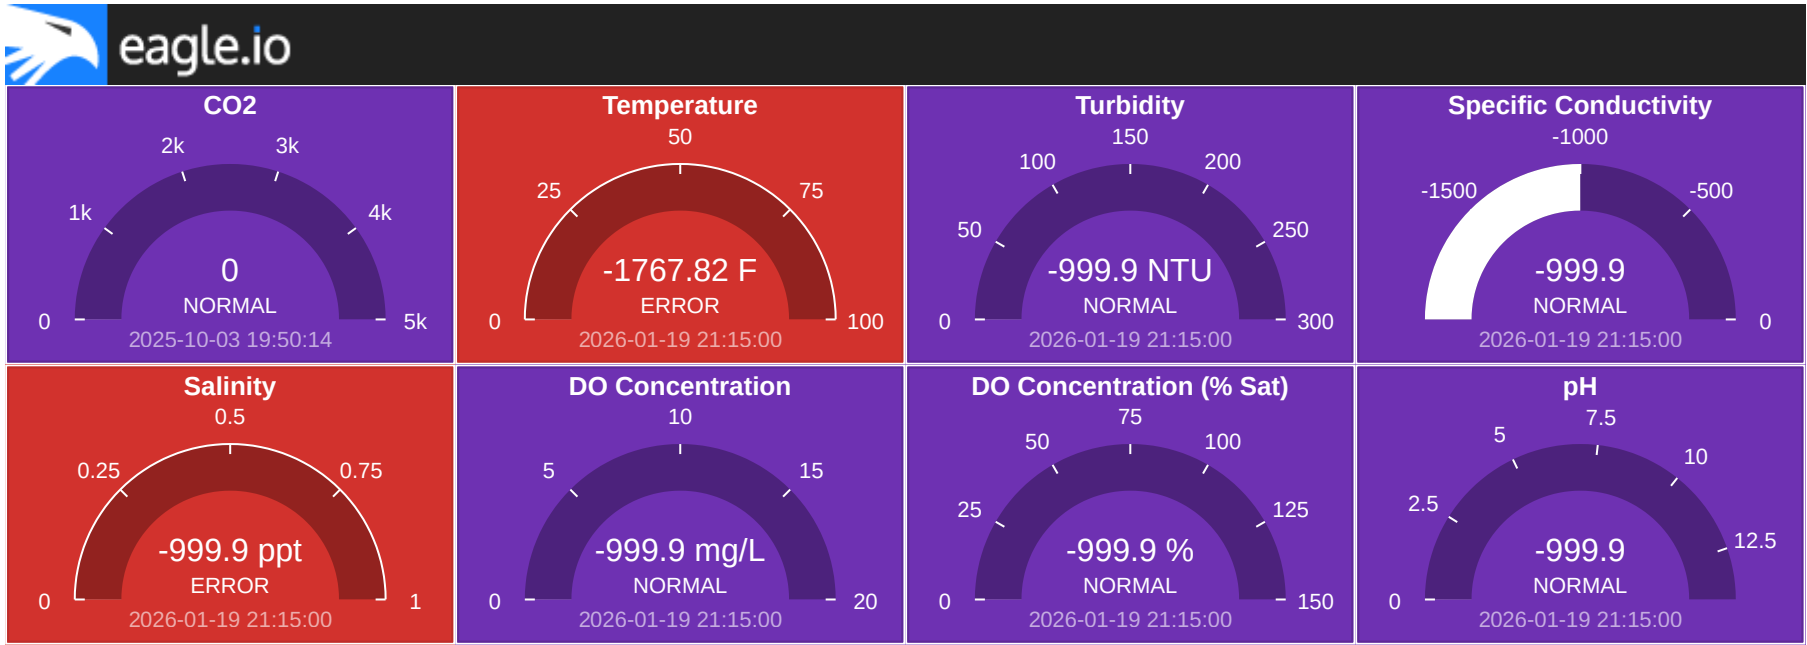 eagle.io
CO2
2k
3k
1k
4k
0
NORMAL
0
5k
2025-10-03 19:50:14
Temperature
50
25
75
-1767.82 F
ERROR
0
100
2026-01-19 21:15:00
Turbidity
150
100
200
50
250
-999.9 NTU
NORMAL
0
300
2026-01-19 21:15:00
Specific Conductivity
-1000
-1500
-500
-999.9
NORMAL
0
2026-01-19 21:15:00
Salinity
0.5
0.25
0.75
-999.9 ppt
ERROR
0
1
2026-01-19 21:15:00
DO Concentration
10
5
15
-999.9 mg/L
NORMAL
0
20
2026-01-19 21:15:00
DO Concentration (% Sat)
75
50
100
25
125
-999.9 %
NORMAL
0
150
2026-01-19 21:15:00
pH
7.5
5
10
2.5
12.5
-999.9
NORMAL
0
2026-01-19 21:15:00